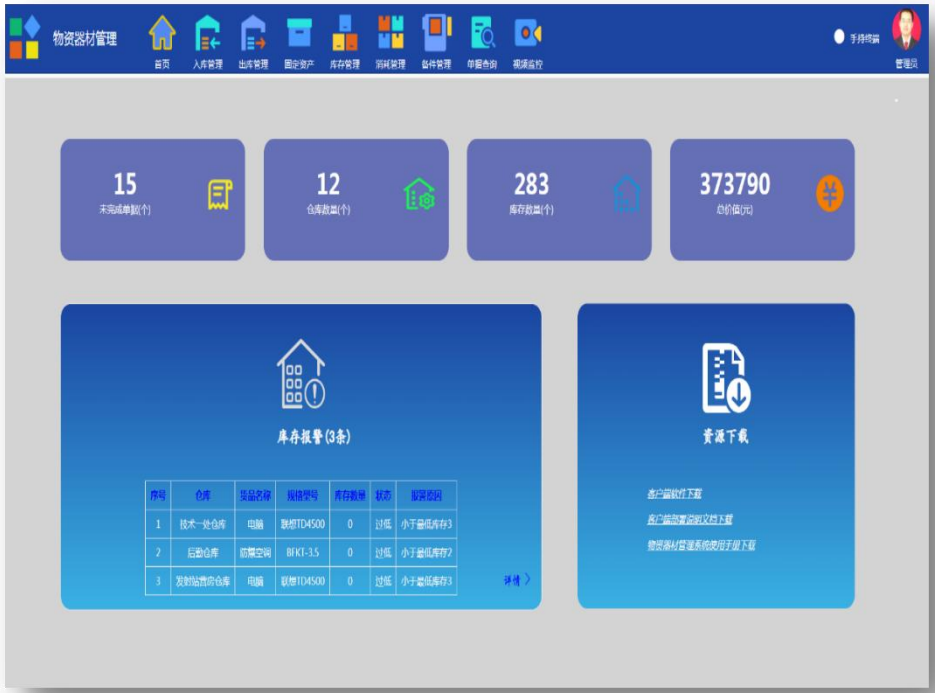 物资器材管理
首页
入库管理
出库管理
固定资产
库存管理
消耗管理
备件管理
单据查询
视频监控
手持终端
管理员
15
未完成单数(个)
12
仓库数量(个)
283
库存数量(个)
373790
总价值(元)
库存报警(3条)
序号 仓库 货品名称 规格型号 库存数量 状态 报警原因
1 技术一处仓库 电脑 联想TD4500 0 过低 小于最低库存3
2 后勤仓库 防爆空调 BFKT-3.5 0 过低 小于最低库存2
3 发射站营房仓库 电脑 联想TD4500 0 过低 小于最低库存3
详情 〉
资源下载
客户端软件下载
客户端部署说明文档下载
物资器材管理系统使用手册下载